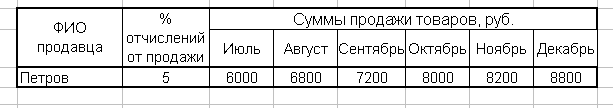 ФИО продавца
% отчислений от продажи
Суммы продажи товаров, руб.
Июль Август Сентябрь Октябрь Ноябрь Декабрь
Петров 5 6000 6800 7200 8000 8200 8800